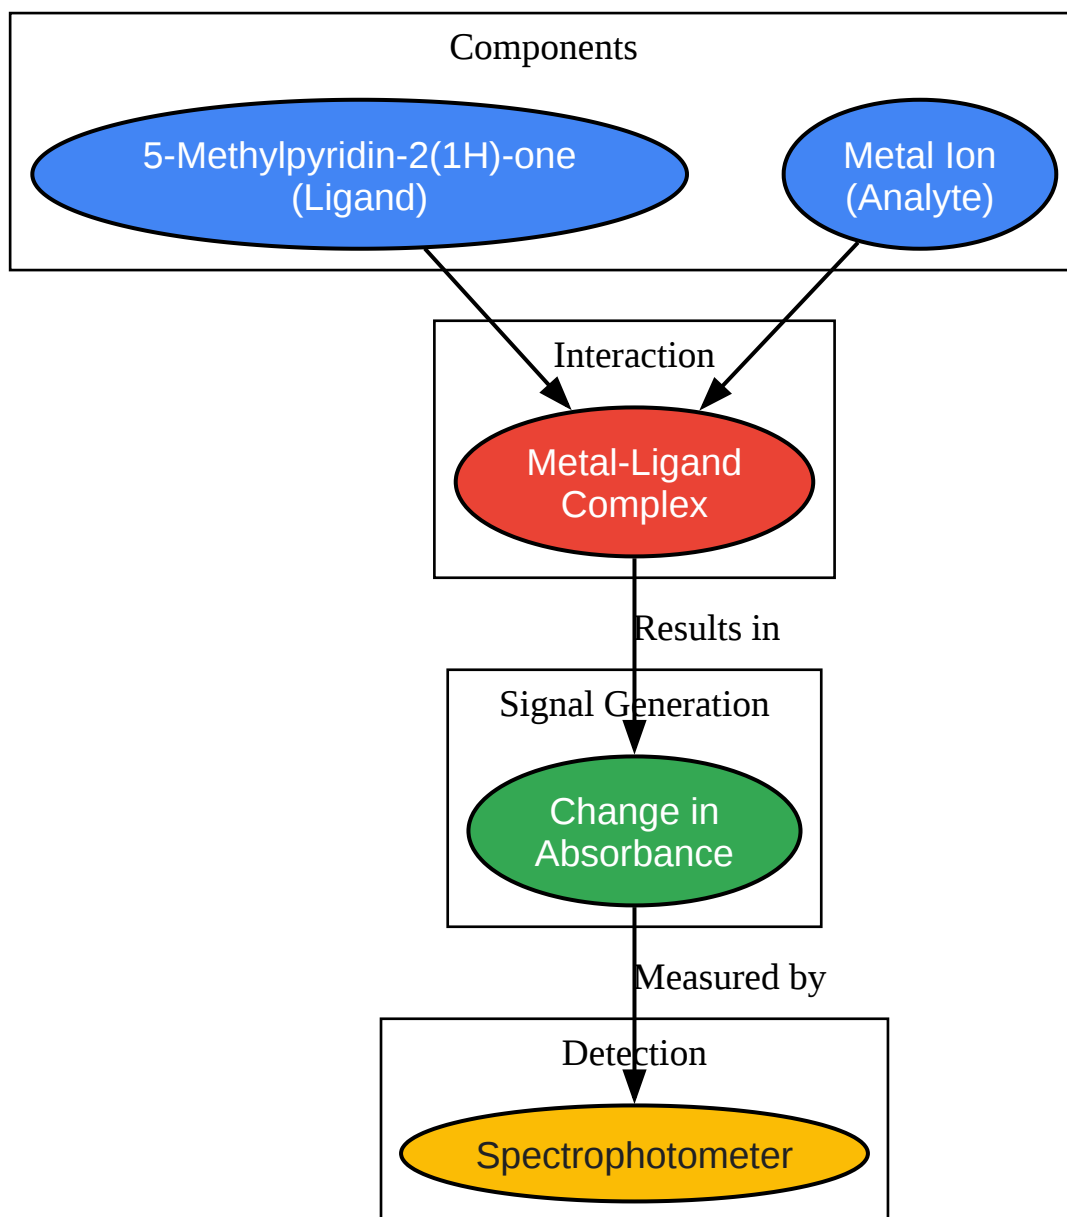 Components
5-Methylpyridin-2(1H)-one
(Ligand)
Metal Ion
(Analyte)
Interaction
Metal-Ligand
Complex
Results in
Signal Generation
Change in
Absorbance
Measured by
Detection
Spectrophotometer